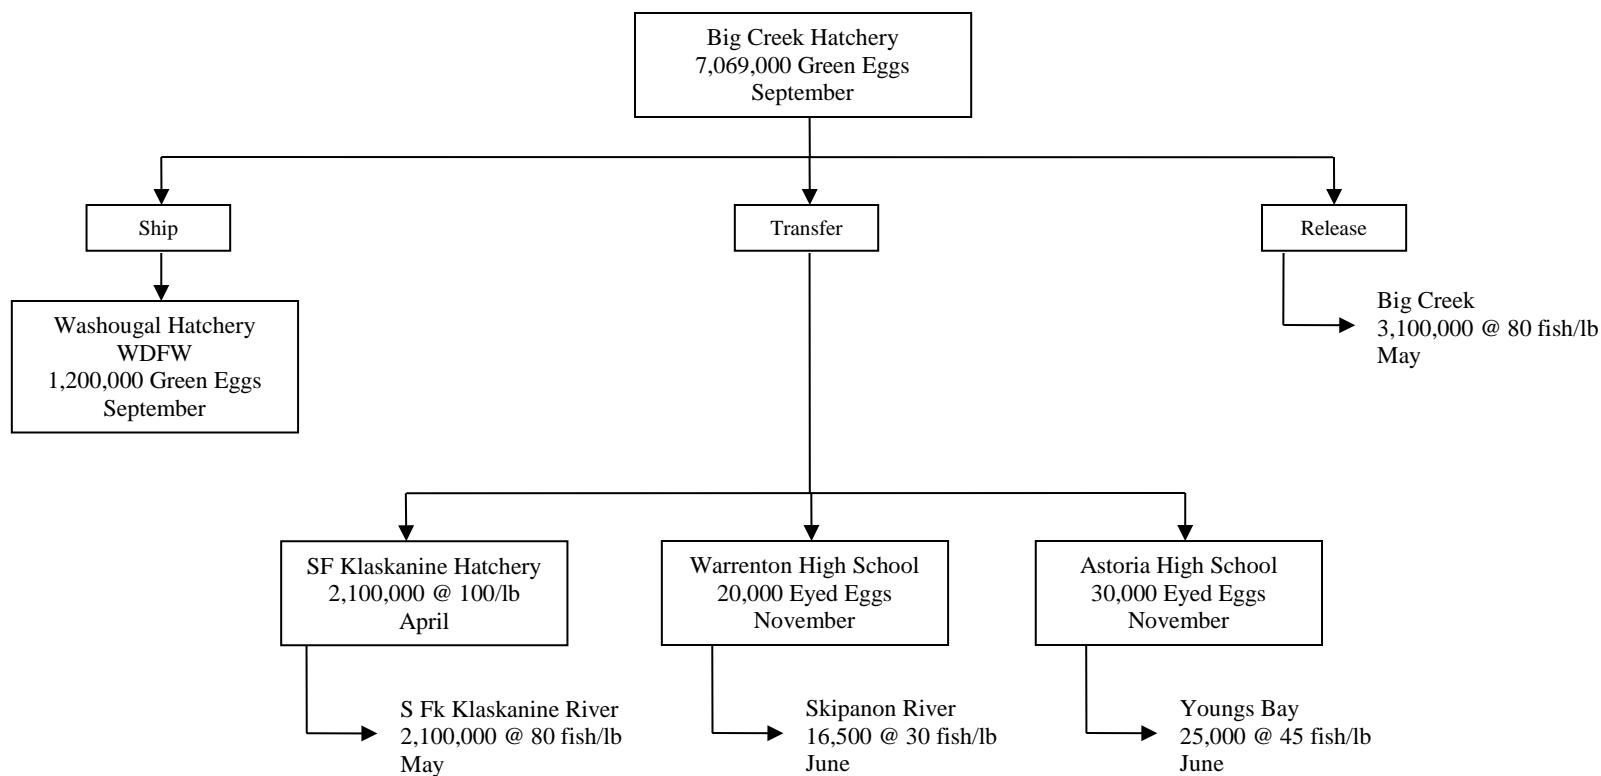 Big Creek Hatchery
7,069,000 Green Eggs
September
Ship
Transfer
Release
Washougal Hatchery
WDFW
1,200,000 Green Eggs
September
Big Creek
3,100,000 @ 80 fish/lb
May
SF Klaskanine Hatchery
2,100,000 @ 100/lb
April
Warrenton High School
20,000 Eyed Eggs
November
Astoria High School
30,000 Eyed Eggs
November
S Fk Klaskanine River
2,100,000 @ 80 fish/lb
May
Skipanon River
16,500 @ 30 fish/lb
June
Youngs Bay
25,000 @ 45 fish/lb
June